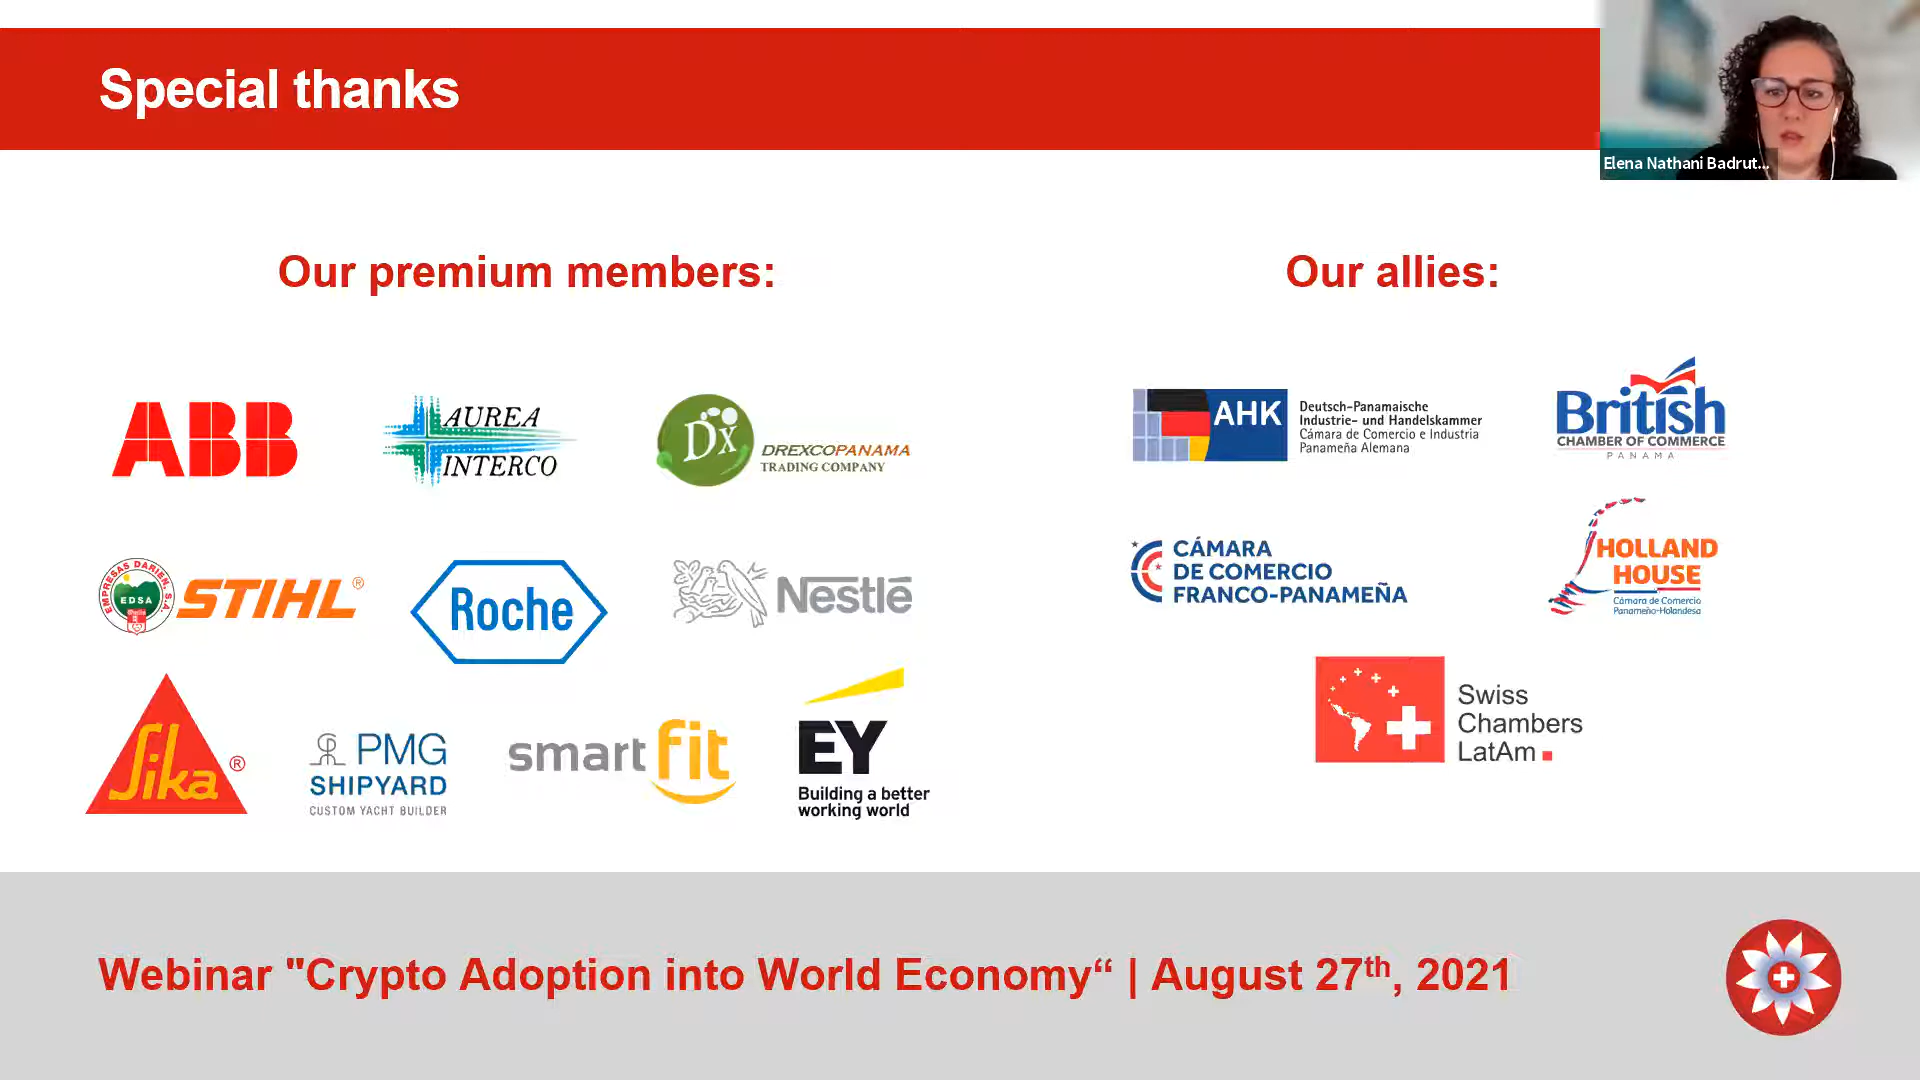 Special thanks
Elena Nathani Badrut...
Our premium members:
ABB
AUREA
INTERCO
Dx
DREXCOPANAMA
TRADING COMPANY
EMPRESAS DARIEN, S.A.
EDSA
STIHL®
Roche
Nestlé
Sika®
PMG
SHIPYARD
CUSTOM YACHT BUILDER
smart fit
EY
Building a better
working world
Our allies:
AHK
Deutsch-Panamaische
Industrie- und Handelskammer
Cámara de Comercio e Industria
Panameña Alemana
British
CHAMBER OF COMMERCE
PANAMA
CÁMARA
DE COMERCIO
FRANCO-PANAMEÑA
HOLLAND
HOUSE
Cámara de Comercio
Panameño-Holandesa
Swiss
Chambers
LatAm
Webinar "Crypto Adoption into World Economy“ | August 27th, 2021